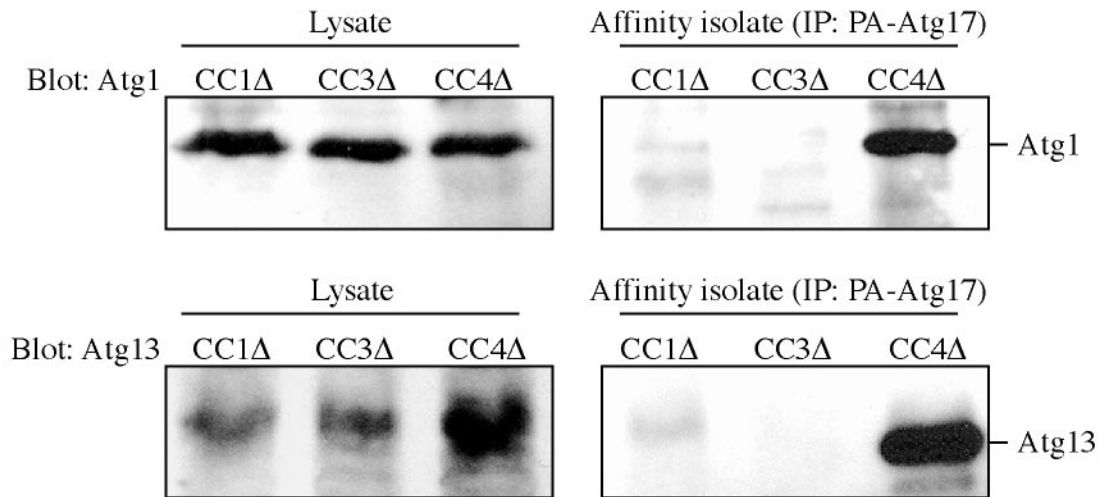 Lysate Affinity isolate (IP: PA-Atg17)
Blot: Atg1 CC1Δ CC3Δ CC4Δ CC1Δ CC3Δ CC4Δ
Atg1
Lysate Affinity isolate (IP: PA-Atg17)
Blot: Atg13 CC1Δ CC3Δ CC4Δ CC1Δ CC3Δ CC4Δ
Atg13